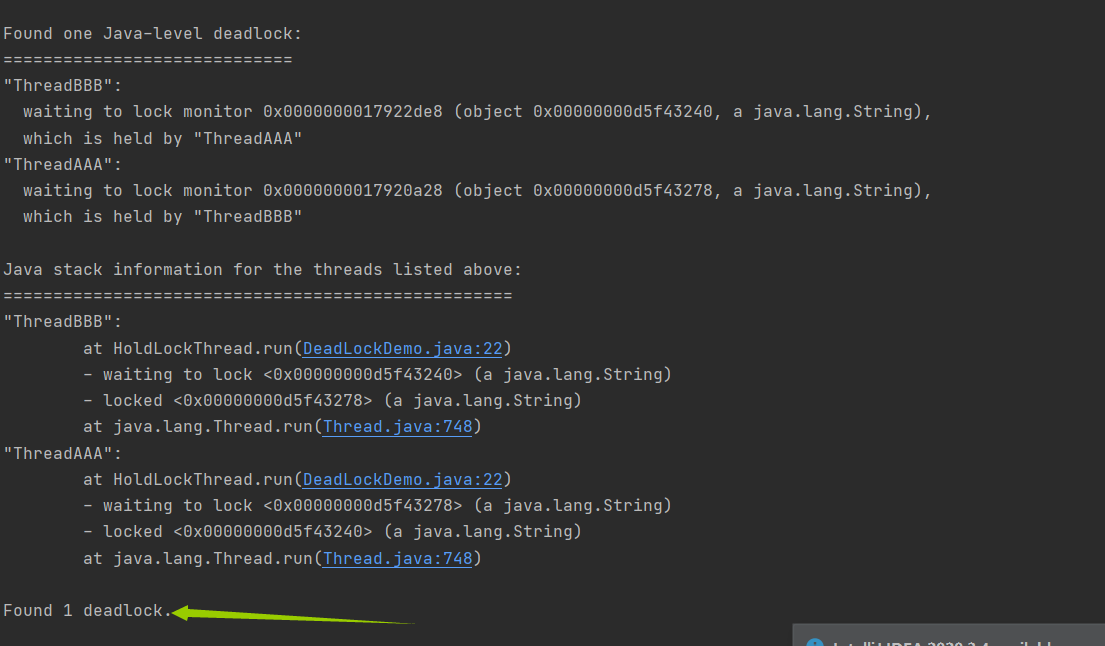 Found one Java-level deadlock:
=============================
"ThreadBBB":
  waiting to lock monitor 0x0000000017922de8 (object 0x00000000d5f43240, a java.lang.String),
  which is held by "ThreadAAA"
"ThreadAAA":
  waiting to lock monitor 0x0000000017920a28 (object 0x00000000d5f43278, a java.lang.String),
  which is held by "ThreadBBB"
Java stack information for the threads listed above:
===================================================
"ThreadBBB":
        at HoldLockThread.run(DeadLockDemo.java:22)
        - waiting to lock <0x00000000d5f43240> (a java.lang.String)
        - locked <0x00000000d5f43278> (a java.lang.String)
        at java.lang.Thread.run(Thread.java:748)
"ThreadAAA":
        at HoldLockThread.run(DeadLockDemo.java:22)
        - waiting to lock <0x00000000d5f43278> (a java.lang.String)
        - locked <0x00000000d5f43240> (a java.lang.String)
        at java.lang.Thread.run(Thread.java:748)
Found 1 deadlock.